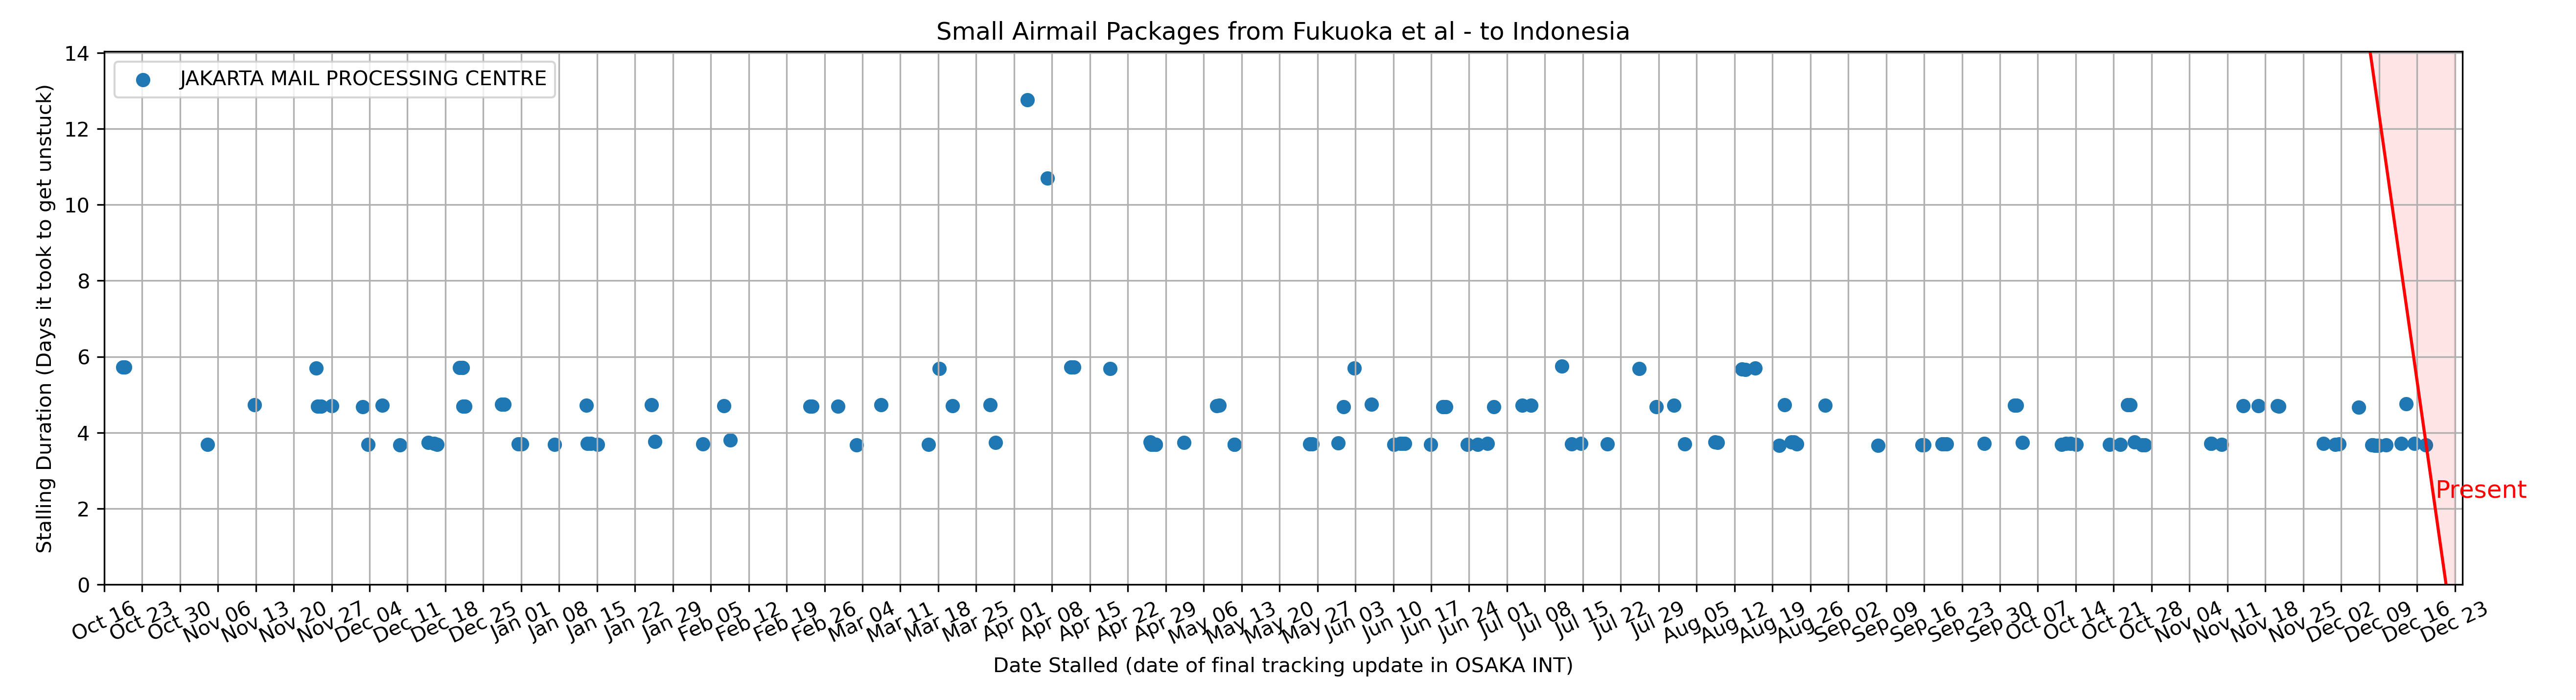 Small Airmail Packages from Fukuoka et al - to Indonesia
JAKARTA MAIL PROCESSING CENTRE
Stalling Duration (Days it took to get unstuck)
14
12
10
8
6
4
2
0
Present
Oct 16
Oct 23
Oct 30
Nov 06
Nov 13
Nov 20
Nov 27
Dec 04
Dec 11
Dec 18
Dec 25
Jan 01
Jan 08
Jan 15
Jan 22
Jan 29
Feb 05
Feb 12
Feb 19
Feb 26
Mar 04
Mar 11
Mar 18
Mar 25
Apr 01
Apr 08
Apr 15
Apr 22
Apr 29
May 06
May 13
May 20
May 27
Jun 03
Jun 10
Jun 17
Jun 24
Jul 01
Jul 08
Jul 15
Jul 22
Jul 29
Aug 05
Aug 12
Aug 19
Aug 26
Sep 02
Sep 09
Sep 16
Sep 23
Sep 30
Oct 07
Oct 14
Oct 21
Oct 28
Nov 04
Nov 11
Nov 18
Nov 25
Dec 02
Dec 09
Dec 16
Dec 23
Date Stalled (date of final tracking update in OSAKA INT)